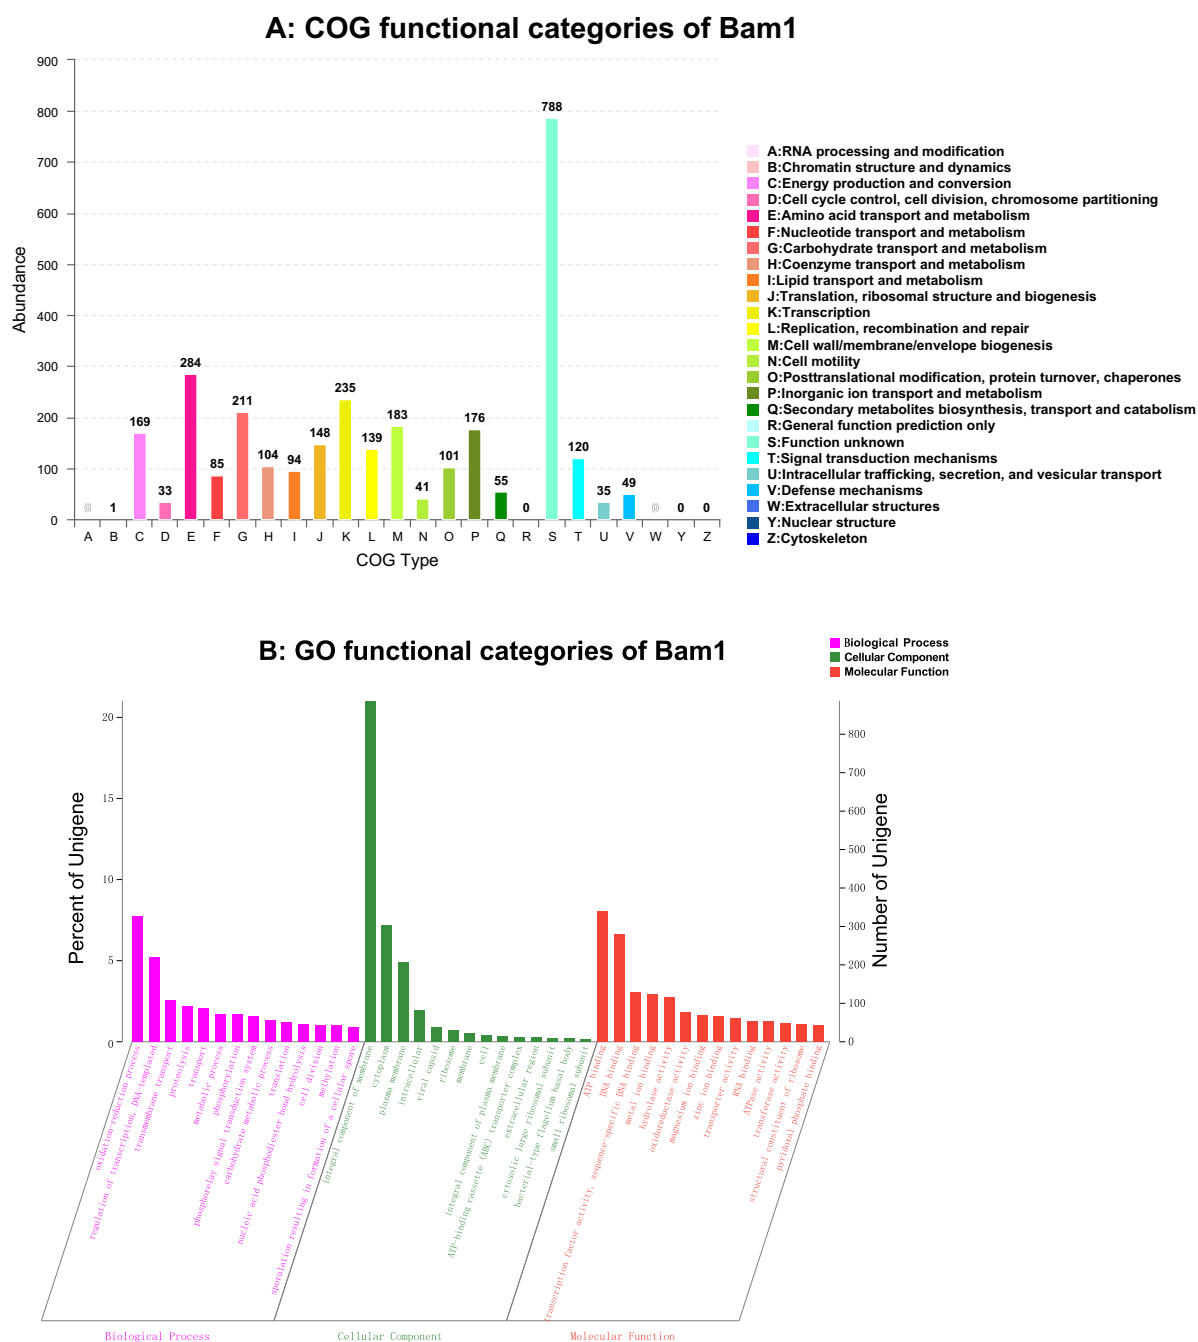 A: COG functional categories of Bam1
900
800
700
600
500
400
300
200
100
0
Abundance
1
169
33
284
85
211
104
94
148
235
139
183
41
101
176
55
0
788
120
35
49
0
0
A B C D E F G H I J K L M N O P Q R S T U V W Y Z
COG Type
A:RNA processing and modification
B:Chromatin structure and dynamics
C:Energy production and conversion
D:Cell cycle control, cell division, chromosome partitioning
E:Amino acid transport and metabolism
F:Nucleotide transport and metabolism
G:Carbohydrate transport and metabolism
H:Coenzyme transport and metabolism
I:Lipid transport and metabolism
J:Translation, ribosomal structure and biogenesis
K:Transcription
L:Replication, recombination and repair
M:Cell wall/membrane/envelope biogenesis
N:Cell motility
O:Posttranslational modification, protein turnover, chaperones
P:Inorganic ion transport and metabolism
Q:Secondary metabolites biosynthesis, transport and catabolism
R:General function prediction only
S:Function unknown
T:Signal transduction mechanisms
U:Intracellular trafficking, secretion, and vesicular transport
V:Defense mechanisms
W:Extracellular structures
Y:Nuclear structure
Z:Cytoskeleton
B: GO functional categories of Bam1
Biological Process
Cellular Component
Molecular Function
20
15
10
5
0
Percent of Unigene
800
700
600
500
400
300
200
100
0
Number of Unigene
oxidation-reduction process
regulation of transcription, DNA-templated
transmembrane transport
proteolysis
transport
metabolic process
phosphorylation
phosphorelay signal transduction system
carbohydrate metabolic process
translation
nucleic acid phosphodiester bond hydrolysis
cell division
methylation
sporulation resulting in formation of a cellular spore
integral component of membrane
cytoplasm
plasma membrane
intracellular
viral capsid
ribosome
membrane
cell
integral component of plasma membrane
ATP-binding cassette (ABC) transporter complex
extracellular region
cytosolic large ribosomal subunit
bacterial-type flagellum basal body
small ribosomal subunit
ATP binding
DNA binding
transcription factor activity, sequence-specific DNA binding
metal ion binding
hydrolase activity
oxidoreductase activity
magnesium ion binding
zinc ion binding
transporter activity
RNA binding
ATPase activity
transferase activity
structural constituent of ribosome
pyridoxal phosphate binding
Biological Process
Cellular Component
Molecular Function